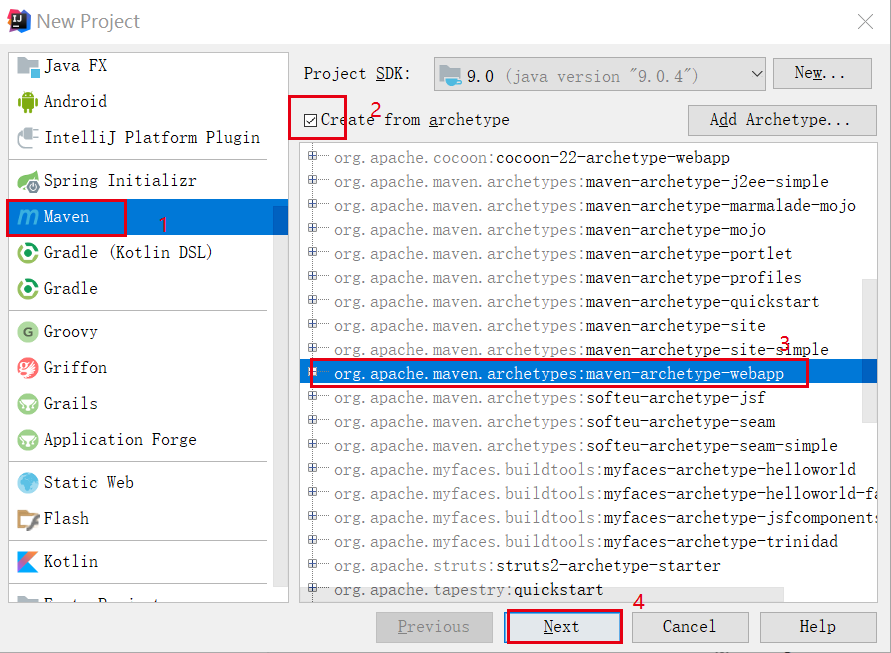 New Project
Java FX
Android
IntelliJ Platform Plugin
Spring Initializr
Maven
1
Gradle (Kotlin DSL)
Gradle
Groovy
Griffon
Grails
Application Forge
Static Web
Flash
Kotlin
Project SDK:
9.0 (java version "9.0.4")
New...
2
Create from archetype
Add Archetype...
org.apache.cocoon:cocoon-22-archetype-webapp
org.apache.maven.archetypes:maven-archetype-j2ee-simple
org.apache.maven.archetypes:maven-archetype-marmalade-mojo
org.apache.maven.archetypes:maven-archetype-mojo
org.apache.maven.archetypes:maven-archetype-portlet
org.apache.maven.archetypes:maven-archetype-profiles
org.apache.maven.archetypes:maven-archetype-quickstart
org.apache.maven.archetypes:maven-archetype-site
3
org.apache.maven.archetypes:maven-archetype-site-simple
org.apache.maven.archetypes:maven-archetype-webapp
org.apache.maven.archetypes:softeu-archetype-jsf
org.apache.maven.archetypes:softeu-archetype-seam
org.apache.maven.archetypes:softeu-archetype-seam-simple
org.apache.myfaces.buildtools:myfaces-archetype-helloworld
org.apache.myfaces.buildtools:myfaces-archetype-helloworld-fa
org.apache.myfaces.buildtools:myfaces-archetype-jsfcomponents
org.apache.myfaces.buildtools:myfaces-archetype-trinidad
org.apache.struts:struts2-archetype-starter
org.apache.tapestry:quickstart
4
Previous
Next
Cancel
Help